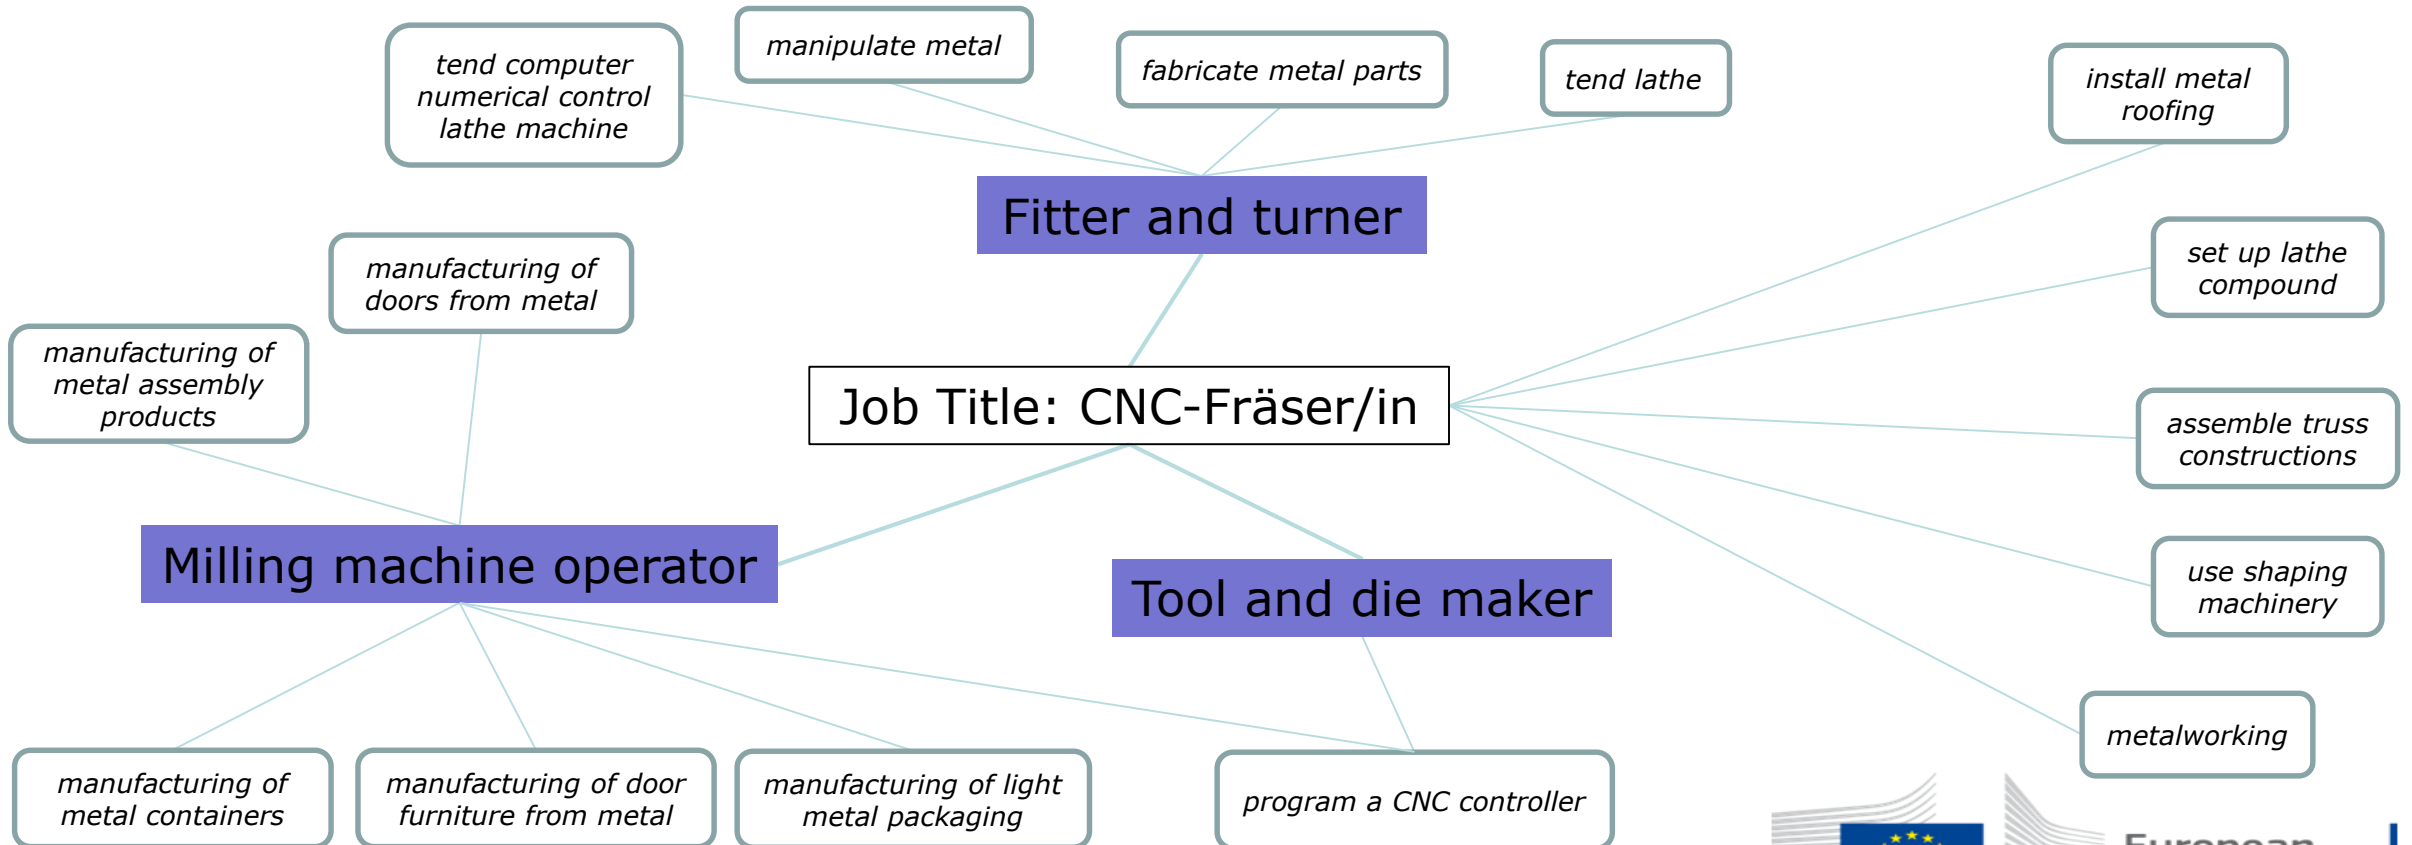 tend computer
numerical control
lathe machine
manipulate metal
fabricate metal parts
tend lathe
install metal
roofing
Fitter and turner
set up lathe
compound
manufacturing of
doors from metal
manufacturing of
metal assembly
products
Job Title: CNC-Fräser/in
assemble truss
constructions
Milling machine operator
Tool and die maker
use shaping
machinery
metalworking
manufacturing of
metal containers
manufacturing of door
furniture from metal
manufacturing of light
metal packaging
program a CNC controller
European